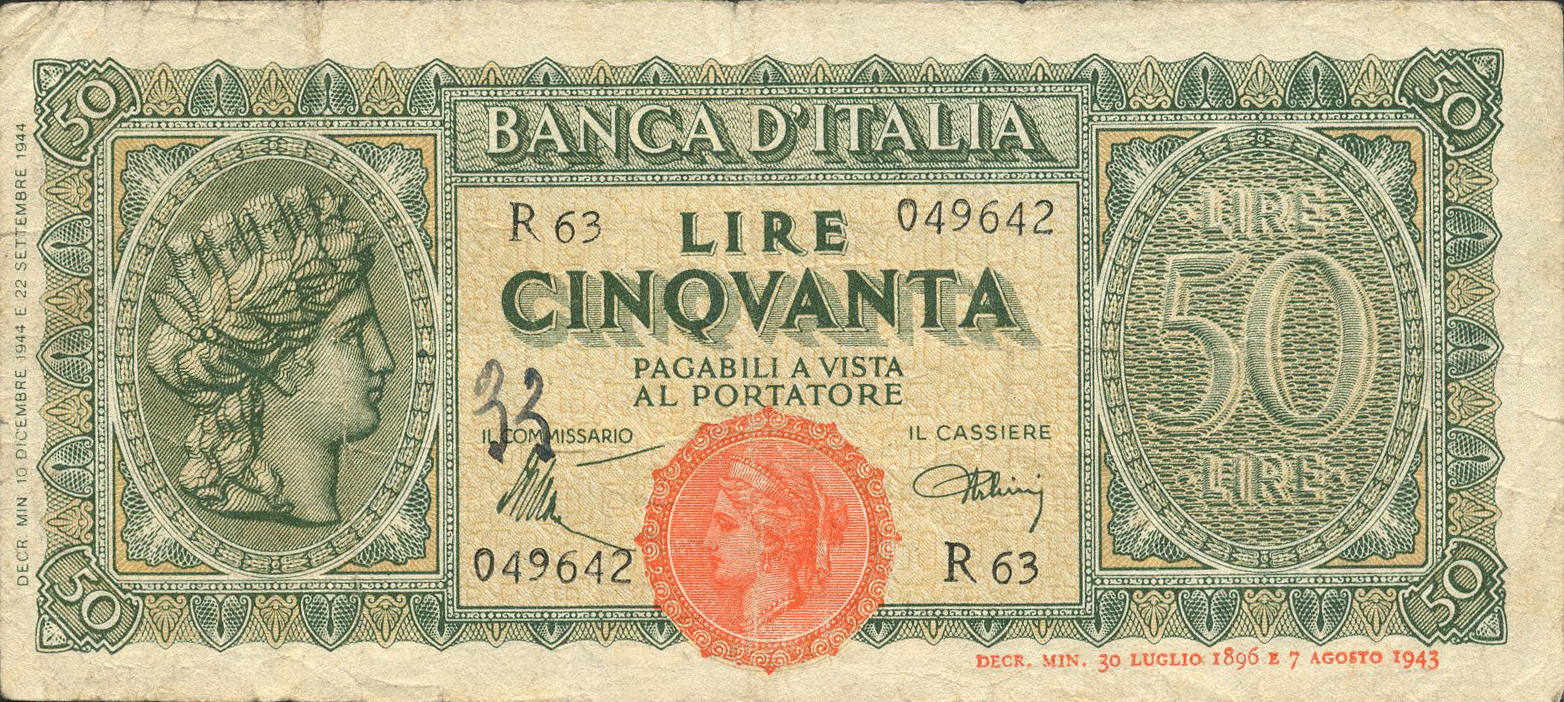 50
50
BANCA D'ITALIA
R 63
LIRE
049642
CINQVANTA
PAGABILI A VISTA
AL PORTATORE
33
IL COMMISSARIO
IL CASSIERE
049642
R 63
LIRE
50
LIRE
50
50
DECR. MIN. 30 LUGLIO 1896 E 7 AGOSTO 1943
DECR MIN 10 DICEMBRE 1944 E 22 SETTEMBRE 1944